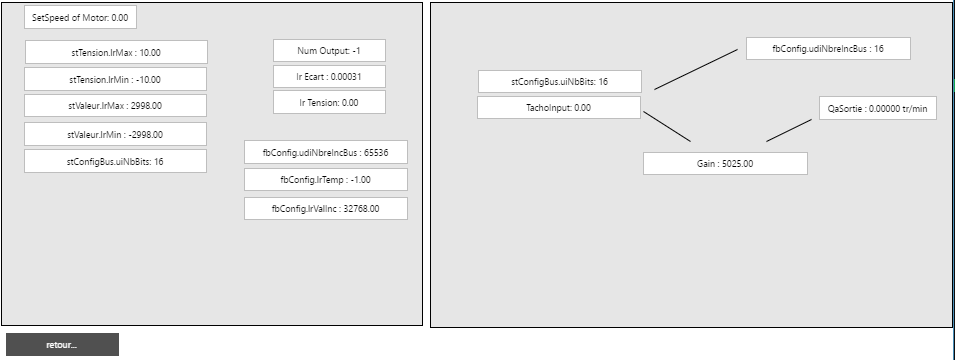 SetSpeed of Motor: 0.00
stTension.lrMax : 10.00
stTension.lrMin : -10.00
stValeur.lrMax : 2998.00
stValeur.lrMin : -2998.00
stConfigBus.uiNbBits: 16
Num Output: -1
lr Ecart : 0.00031
lr Tension: 0.00
fbConfig.udiNbreIncBus : 65536
fbConfig.lrTemp : -1.00
fbConfig.lrValInc : 32768.00
fbConfig.udiNbreIncBus : 16
stConfigBus.uiNbBits: 16
TachoInput: 0.00
QaSortie : 0.00000 tr/min
Gain : 5025.00
retour...